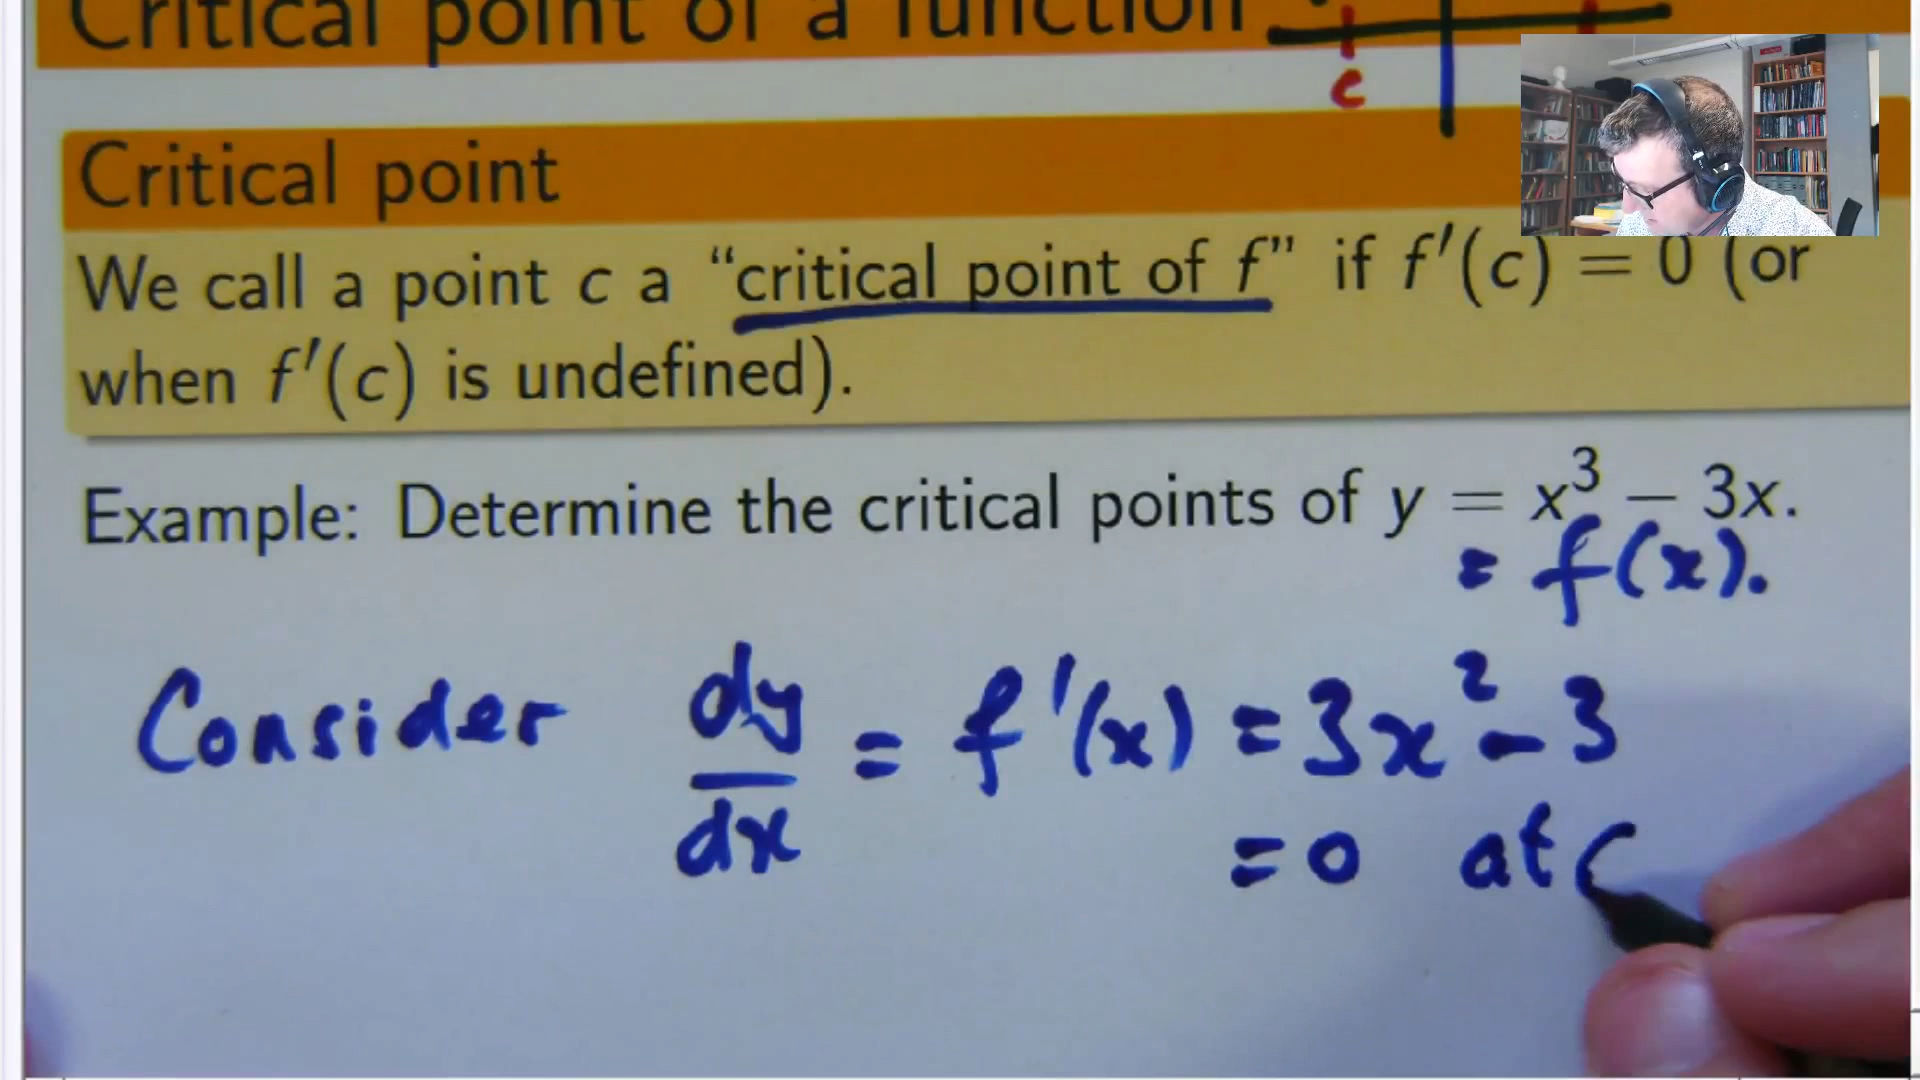 Critical point of a function
c
Critical point
We call a point c a “critical point of f” if f′(c) = 0 (or
when f′(c) is undefined).
Example: Determine the critical points of y = x³ − 3x.
= f(x).
Consider dy/dx = f'(x) = 3x² - 3
= 0 at c